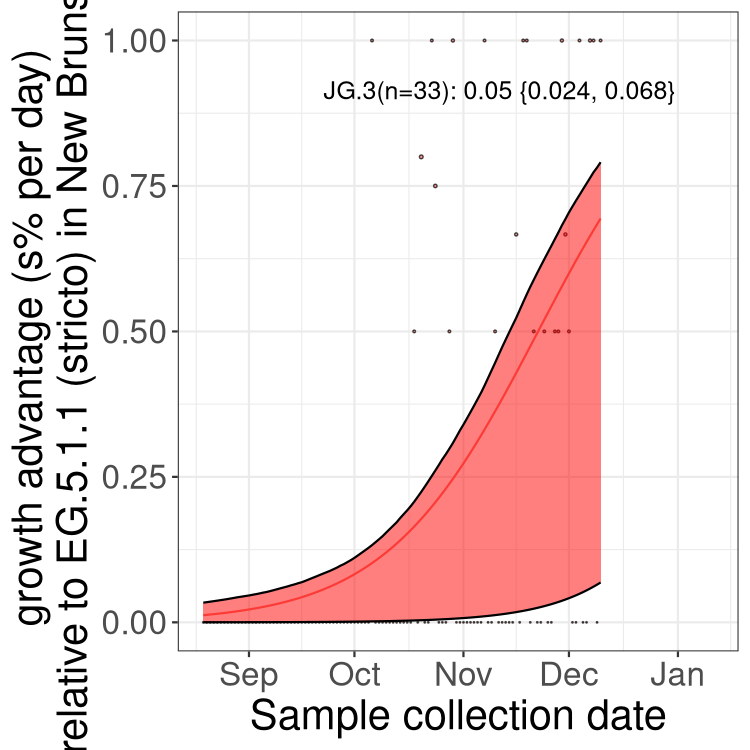 growth advantage (s% per day)
relative to EG.5.1.1 (stricto) in New
1.00
0.75
0.50
0.25
0.00
JG.3(n=33): 0.05 {0.024, 0.068}
Sep Oct Nov Dec Jan
Sample collection date